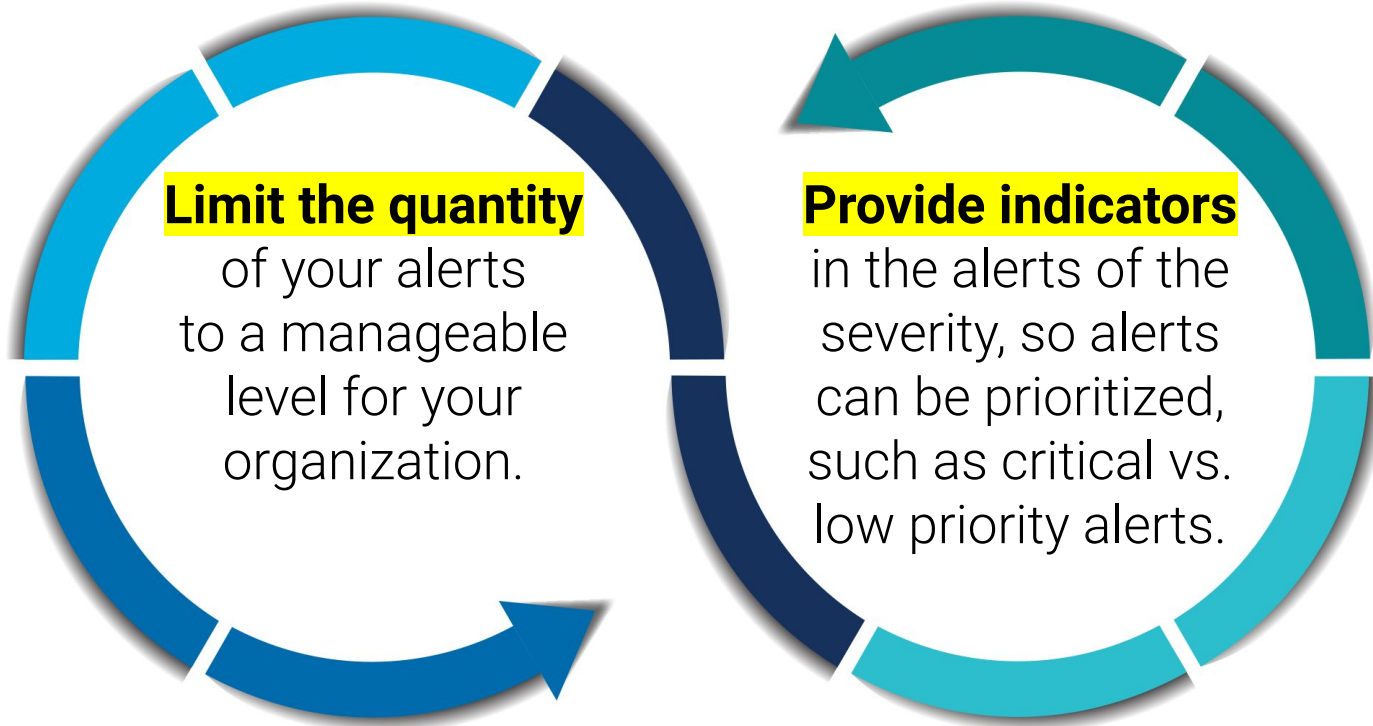 Limit the quantity
of your alerts
to a manageable
level for your
organization.
Provide indicators
in the alerts of the
severity, so alerts
can be prioritized,
such as critical vs.
low priority alerts.